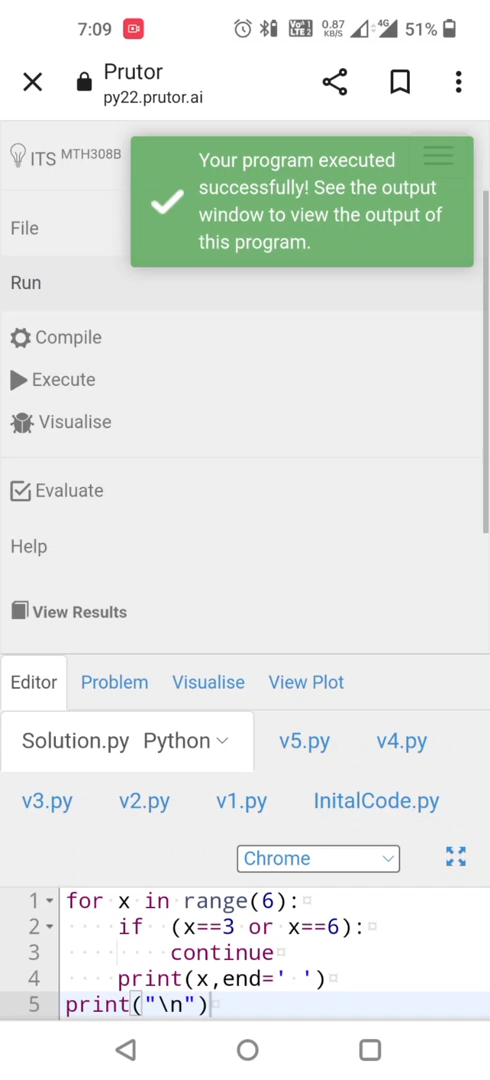 7:09 Vo1 LTE2 0.87 KB/S 4G 51%
Prutor
py22.prutor.ai
ITS MTH308B
Your program executed
successfully! See the output
window to view the output of
this program.
File
Run
Compile
Execute
Visualise
Evaluate
Help
View Results
Editor Problem Visualise View Plot
Solution.py Python v5.py v4.py
v3.py v2.py v1.py InitalCode.py
Chrome
1 for x in range(6):
2 if (x==3 or x==6):
3 continue
4 print(x,end=' ')
5 print("\n")